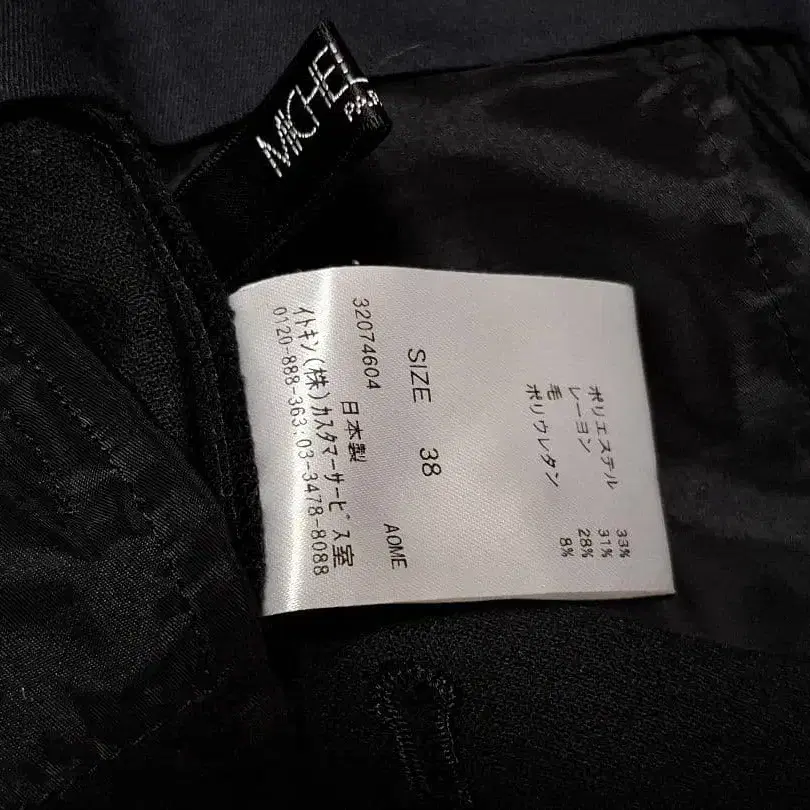 MICHEL
PAR
ポリエステル 33%
レーヨン 31%
毛 28%
ポリウレタン 8%
SIZE 38
AOME
32074604 日本製
イトキン(株)カスタマーサービス室
0120-888-363:03-3478-8088